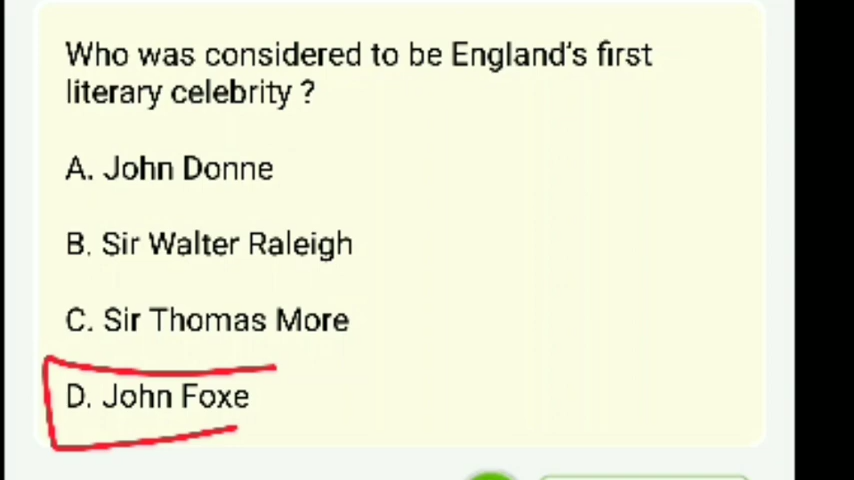 Who was considered to be England's first
literary celebrity ?
A. John Donne
B. Sir Walter Raleigh
C. Sir Thomas More
D. John Foxe